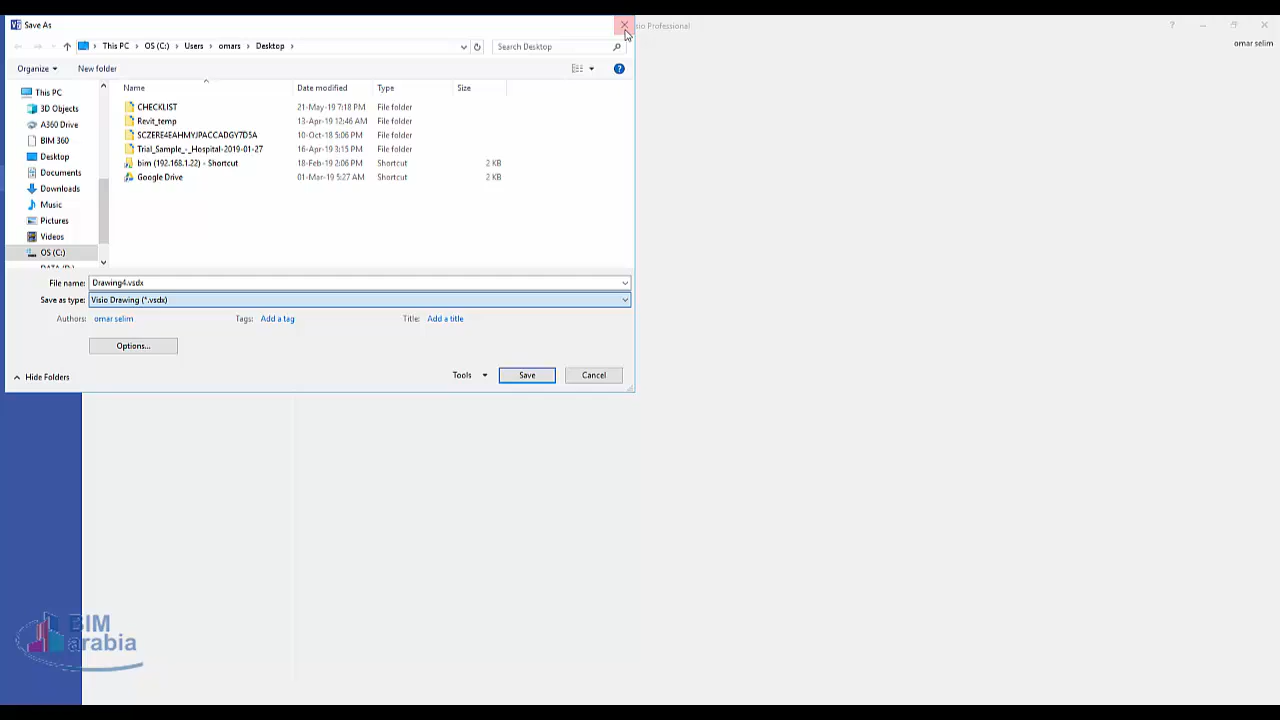 Save As
sio Professional
omar selim
This PC > OS (C:) > Users > omars > Desktop >
Search Desktop
Organize
New folder
This PC
3D Objects
A360 Drive
BIM 360
Desktop
Documents
Downloads
Music
Pictures
Videos
OS (C:)
Name Date modified Type Size
CHECKLIST 21-May-19 7:18 PM File folder
Revit_temp 13-Apr-19 12:46 AM File folder
SCZERE4EAHMYJPACCADGY7D5A 10-Oct-18 5:06 PM File folder
Trial_Sample_-_Hospital-2019-01-27 16-Apr-19 3:15 PM File folder
bim (192.168.1.22) - Shortcut 18-Feb-19 2:06 PM Shortcut 2 KB
Google Drive 01-Mar-19 5:27 AM Shortcut 2 KB
File name: Drawing4.vsdx
Save as type: Visio Drawing (*.vsdx)
Authors: omar selim Tags: Add a tag Title: Add a title
Options...
Hide Folders
Tools
Save
Cancel
BIM
arabia